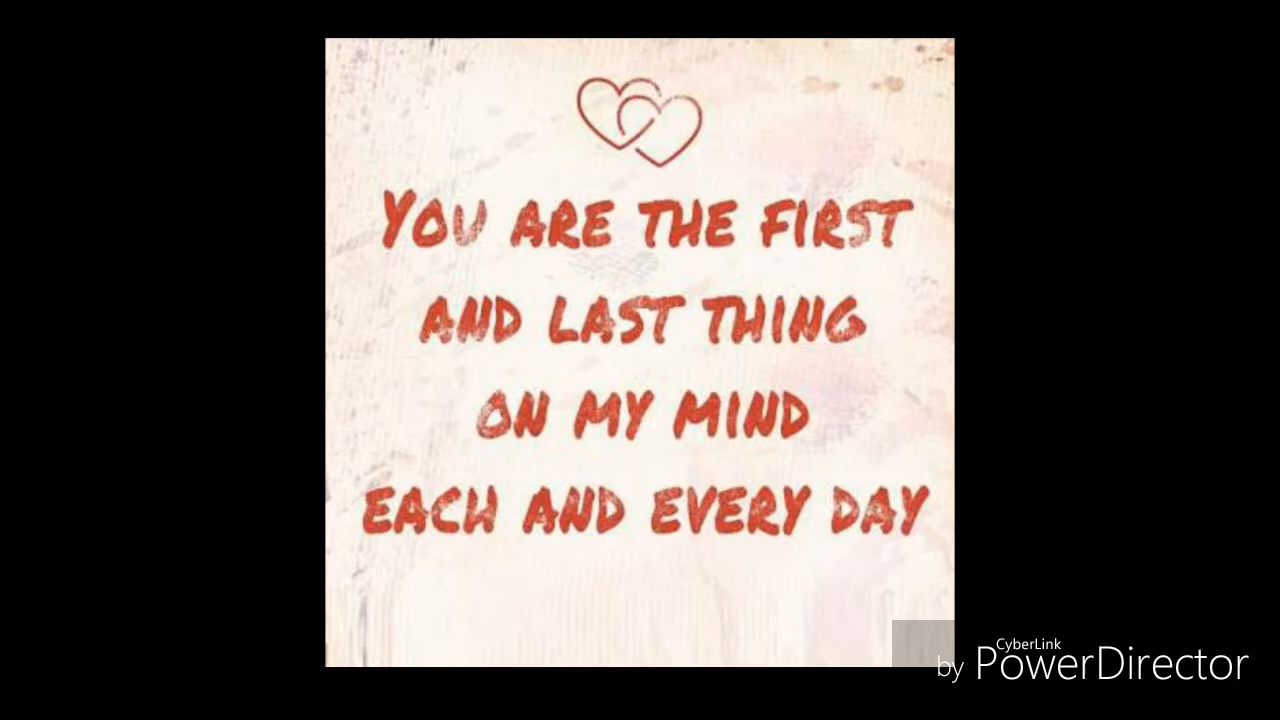 YOU ARE THE FIRST
AND LAST THING
ON MY MIND
EACH AND EVERY DAY
CyberLink
by PowerDirector